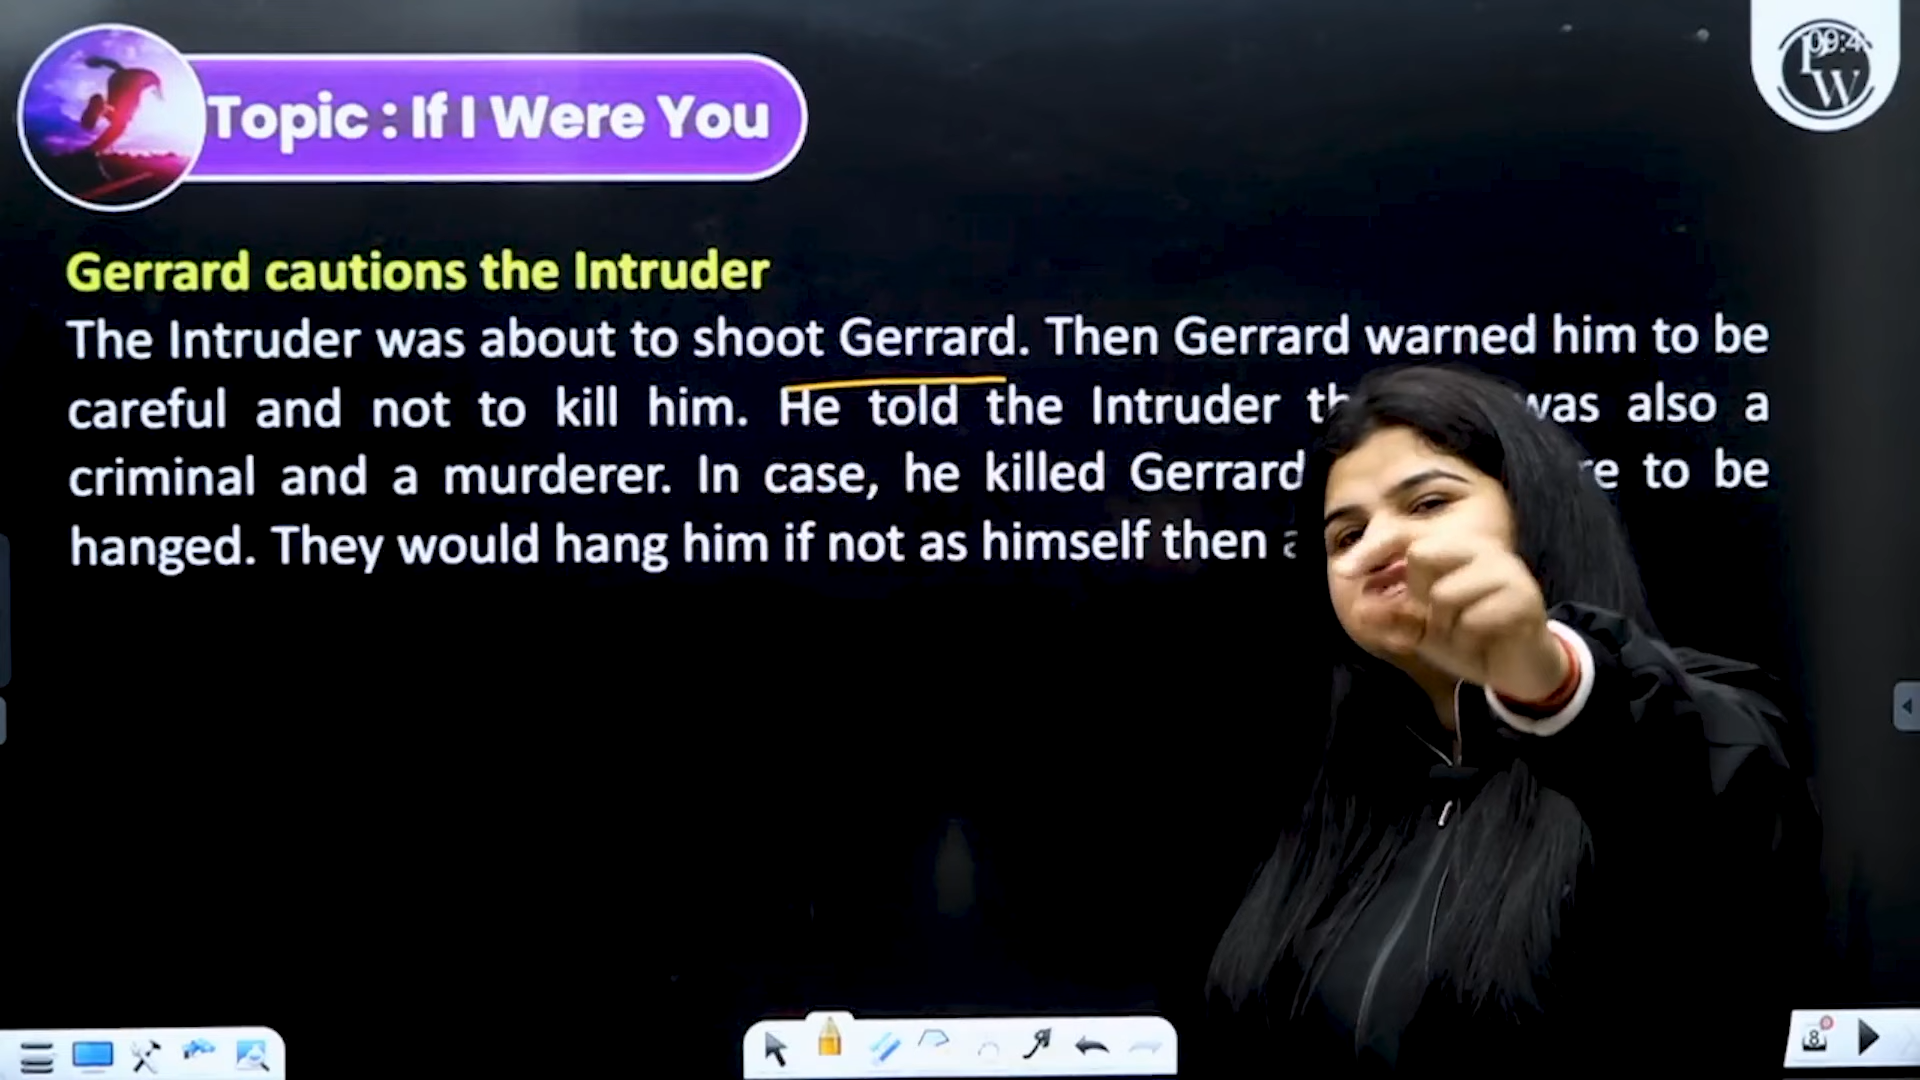 Topic : If I Were You
Gerrard cautions the Intruder
The Intruder was about to shoot Gerrard. Then Gerrard warned him to be
careful and not to kill him. He told the Intruder was also a
criminal and a murderer. In case, he killed Gerrard to be
hanged. They would hang him if not as himself then
PW
8